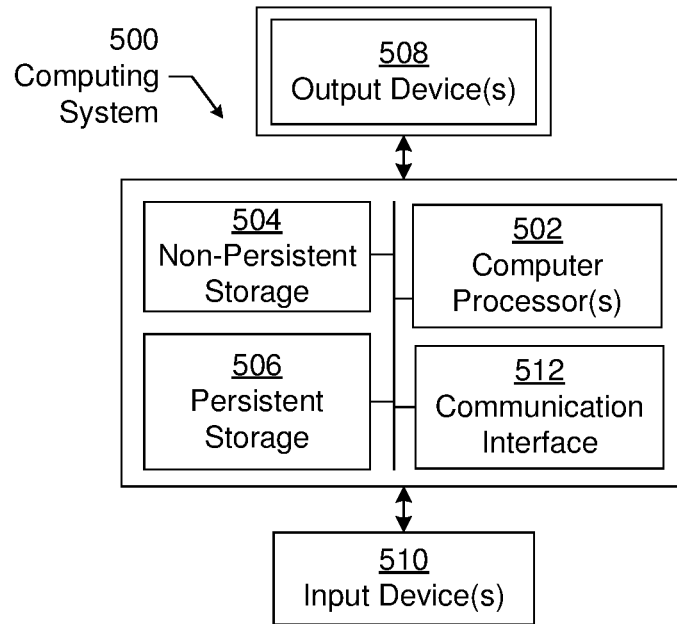 500
Computing
System
508
Output Device(s)
504
Non-Persistent
Storage
502
Computer
Processor(s)
506
Persistent
Storage
512
Communication
Interface
510
Input Device(s)